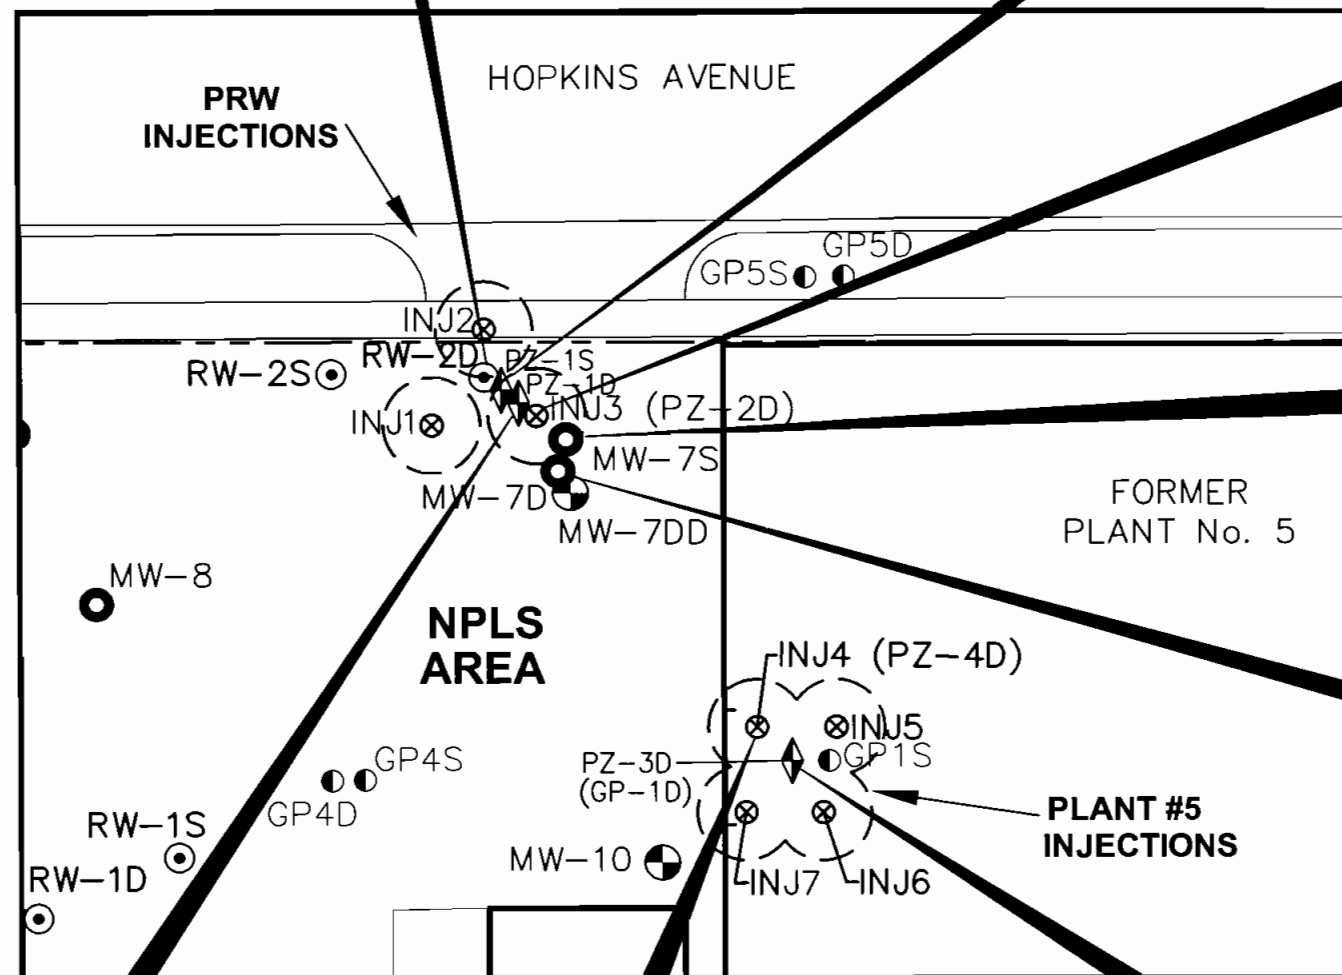 HOPKINS AVENUE
PRW
INJECTIONS
GP5D
GP5S
INJ2
RW-2D
PZ-1S
RW-2S
PZ-1D
INJ3 (PZ-2D)
INJ1
MW-7S
MW-7D
MW-7DD
FORMER
PLANT No. 5
MW-8
NPLS
AREA
INJ4 (PZ-4D)
INJ5
GP1S
PZ-3D
(GP-1D)
GP4S
GP4D
PLANT #5
INJECTIONS
RW-1S
MW-10
RW-1D
INJ7
INJ6